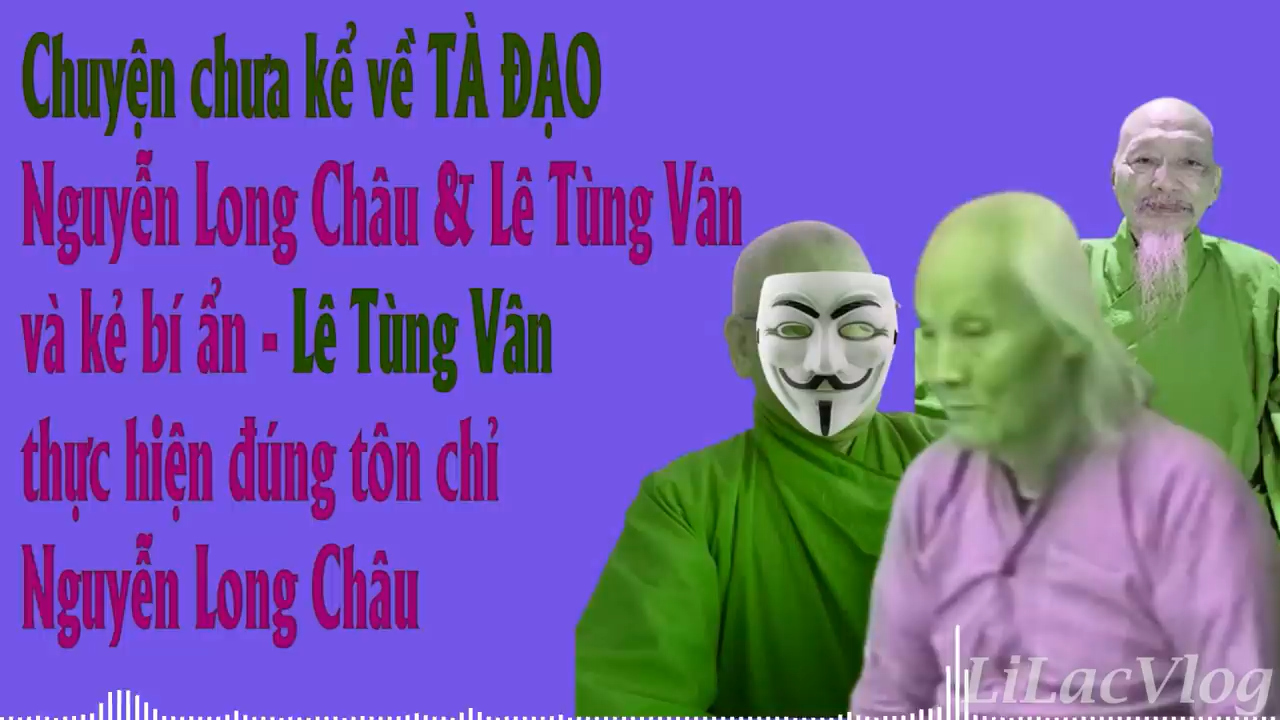 Chuyện chưa kể về TÀ ĐẠO
Nguyễn Long Châu & Lê Tùng Vân
và kẻ bí ẩn - Lê Tùng Vân
thực hiện đúng tôn chỉ
Nguyễn Long Châu
LiLacVlog